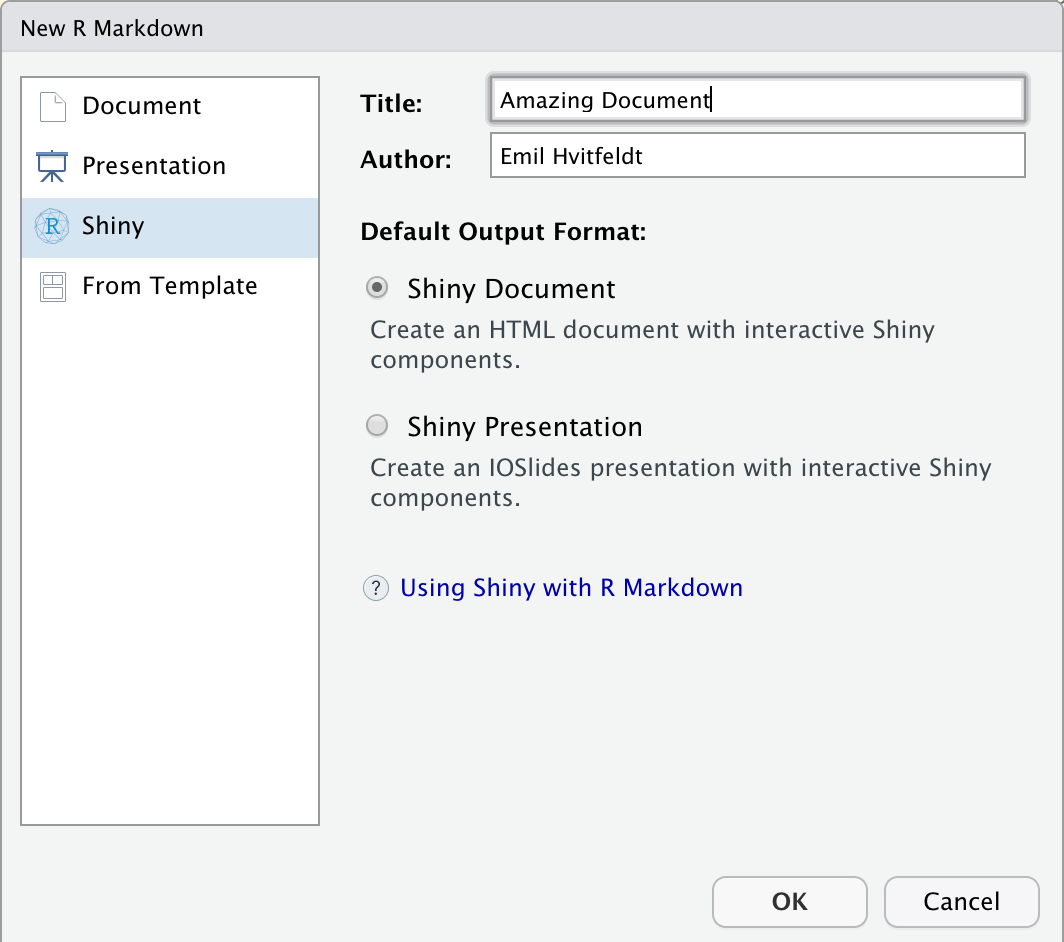 New R Markdown
Document
Presentation
R Shiny
From Template
Title: Amazing Document
Author: Emil Hvitfeldt
Default Output Format:
Shiny Document
Create an HTML document with interactive Shiny
components.
Shiny Presentation
Create an IOSlides presentation with interactive Shiny
components.
? Using Shiny with R Markdown
OK Cancel